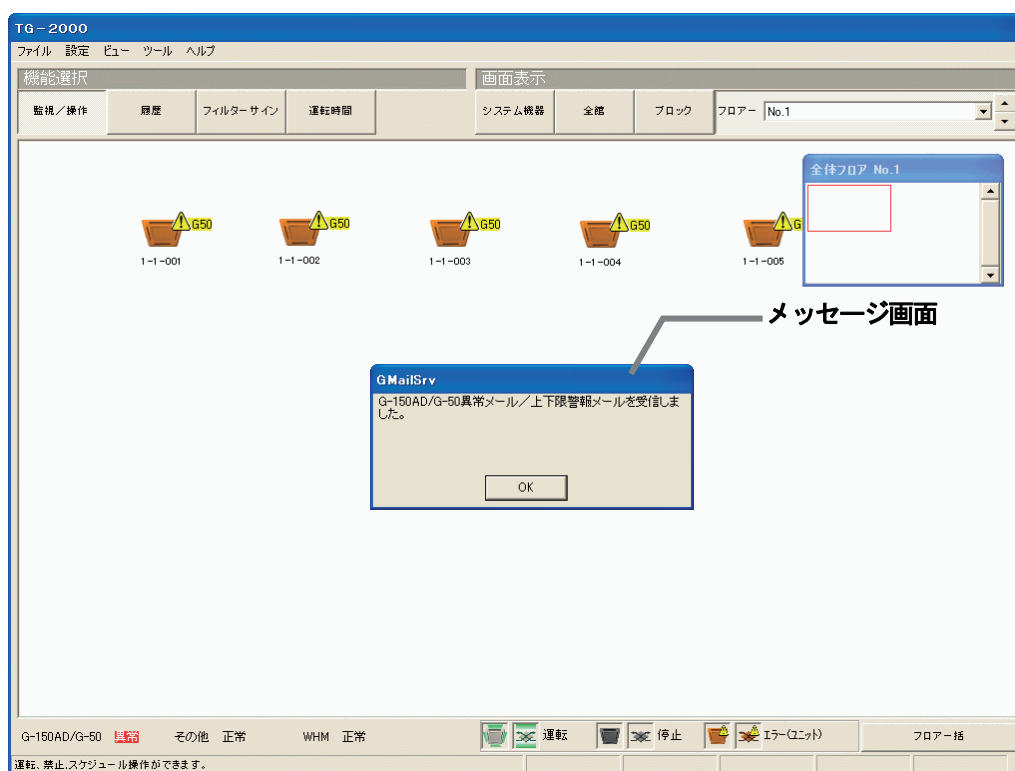 TG-2000
ファイル 設定 ビュー ツール ヘルプ
機能選択 画面表示
監視/操作 履歴 フィルターサイン 運転時間 システム機器 全館 ブロック フロアー No.1
全体フロア No.1
G50 G50 G50 G50 G
1-1-001 1-1-002 1-1-003 1-1-004 1-1-005
メッセージ画面
GMailSrv
G-150AD/G-50異常メール/上下限警報メールを受信しま
した。
OK
G-150AD/G-50 異常 その他 正常 WHM 正常 運転 停止 エラー(ユニット) フロア一括
運転、禁止、スケジュール操作ができます。